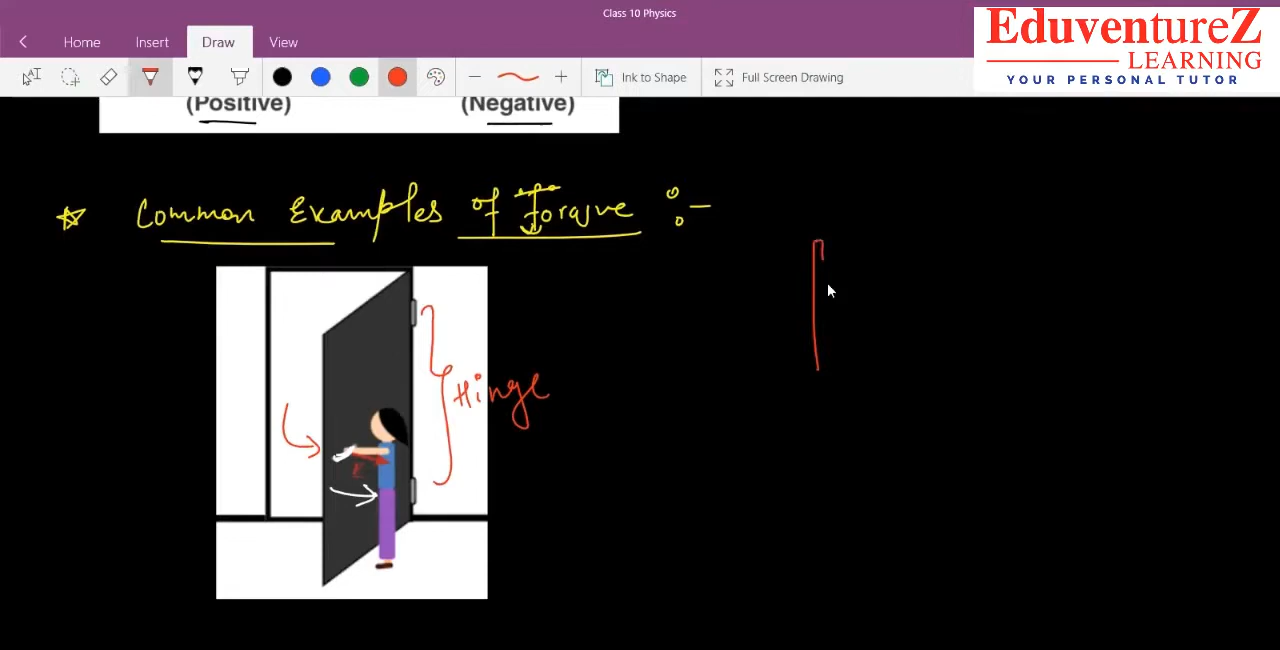 Class 10 Physics
EduventureZ
LEARNING
YOUR PERSONAL TUTOR
Home Insert Draw View
Ink to Shape Full Screen Drawing
(Positive) (Negative)
Common Examples of Torque :-
Hinge
F